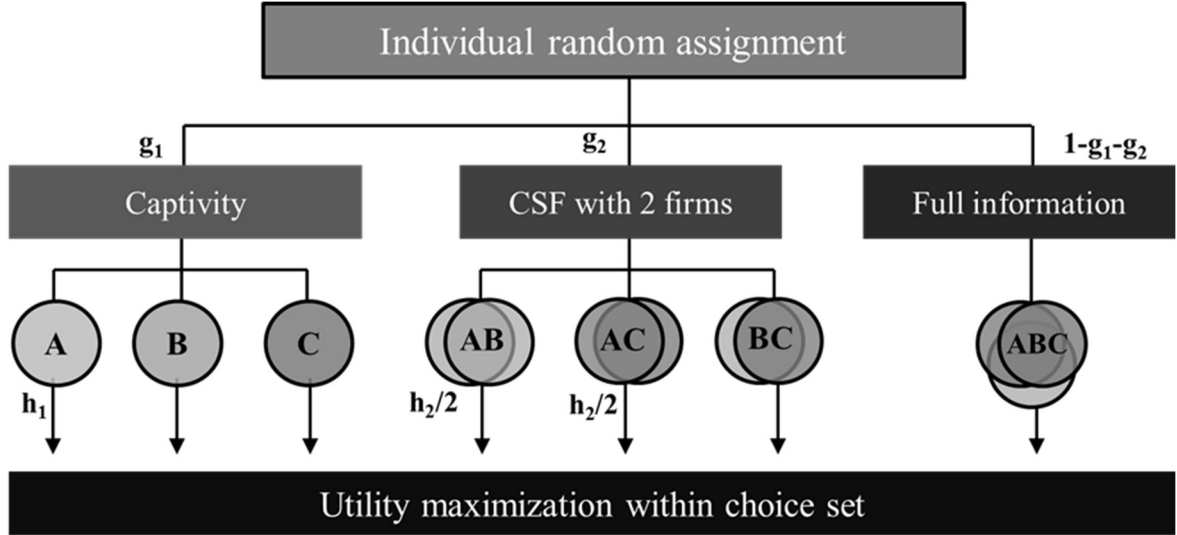 Individual random assignment
g₁
g₂
1-g₁-g₂
Captivity
CSF with 2 firms
Full information
A
B
C
AB
AC
BC
ABC
h₁
h₂/2
h₂/2
Utility maximization within choice set